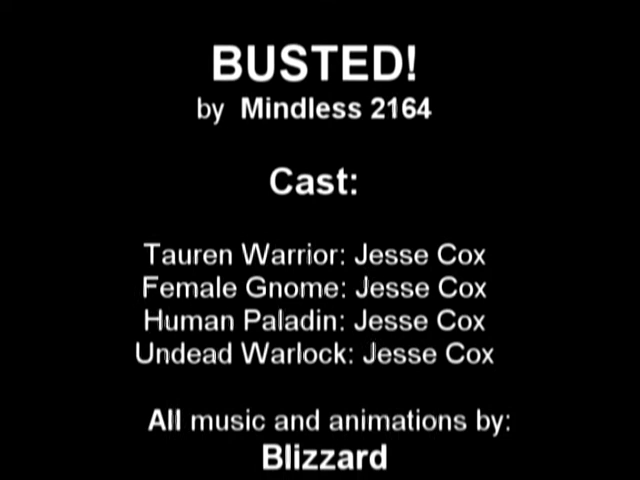 BUSTED!
by Mindless 2164
Cast:
Tauren Warrior: Jesse Cox
Female Gnome: Jesse Cox
Human Paladin: Jesse Cox
Undead Warlock: Jesse Cox
All music and animations by:
Blizzard